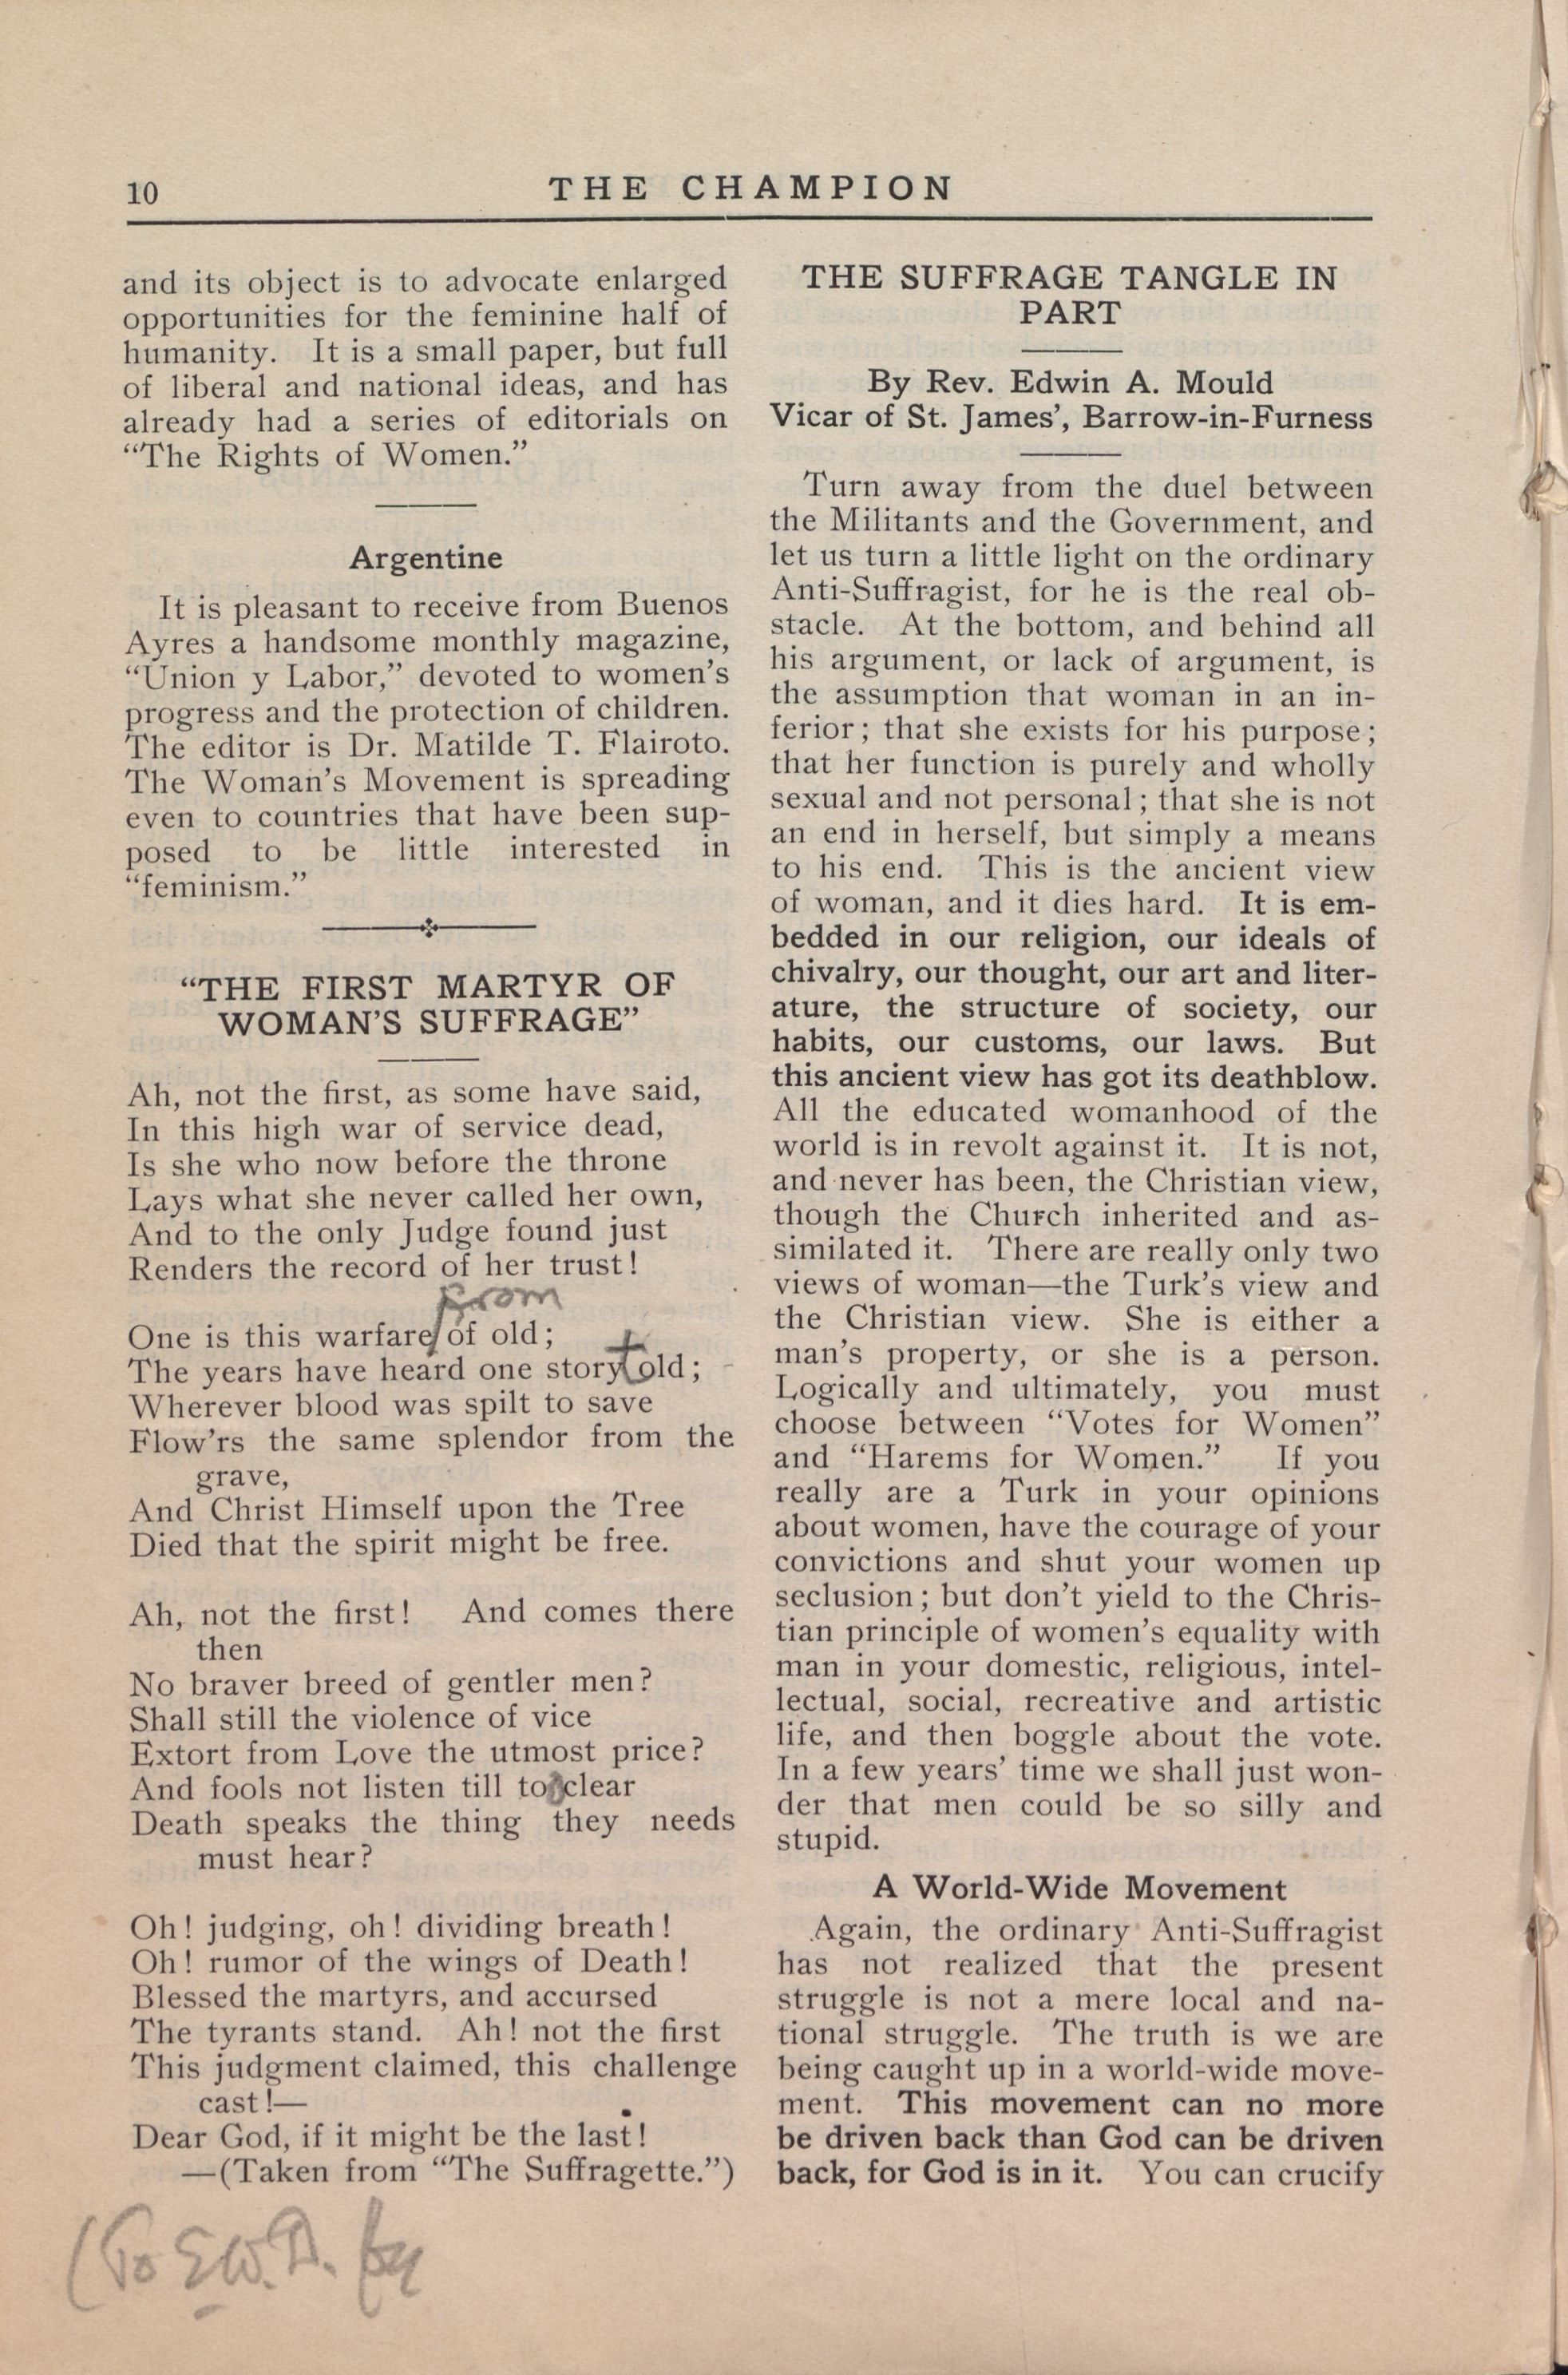 10
THE CHAMPION
and its object is to advocate enlarged
opportunities for the feminine half of
humanity. It is a small paper, but full
of liberal and national ideas, and has
already had a series of editorials on
“The Rights of Women.”
Argentine
It is pleasant to receive from Buenos
Ayres a handsome monthly magazine,
“Union y Labor,” devoted to women’s
progress and the protection of children.
The editor is Dr. Matilde T. Flairoto.
The Woman’s Movement is spreading
even to countries that have been sup-
posed to be little interested in
“feminism.”
“THE FIRST MARTYR OF
WOMAN’S SUFFRAGE”
Ah, not the first, as some have said,
In this high war of service dead,
Is she who now before the throne
Lays what she never called her own,
And to the only Judge found just
Renders the record of her trust!
from
One is this warfare of old;
t
The years have heard one story old;
Wherever blood was spilt to save
Flow’rs the same splendor from the
grave,
And Christ Himself upon the Tree
Died that the spirit might be free.
Ah, not the first! And comes there
then
No braver breed of gentler men?
Shall still the violence of vice
Extort from Love the utmost price?
And fools not listen till too clear
Death speaks the thing they needs
must hear?
Oh! judging, oh! dividing breath!
Oh! rumor of the wings of Death!
Blessed the martyrs, and accursed
The tyrants stand. Ah! not the first
This judgment claimed, this challenge
cast!—
Dear God, if it might be the last!
—(Taken from “The Suffragette.”)
(To E.W.D. by
THE SUFFRAGE TANGLE IN
PART
By Rev. Edwin A. Mould
Vicar of St. James’, Barrow-in-Furness
Turn away from the duel between
the Militants and the Government, and
let us turn a little light on the ordinary
Anti-Suffragist, for he is the real ob-
stacle. At the bottom, and behind all
his argument, or lack of argument, is
the assumption that woman in an in-
ferior; that she exists for his purpose;
that her function is purely and wholly
sexual and not personal; that she is not
an end in herself, but simply a means
to his end. This is the ancient view
of woman, and it dies hard. It is em-
bedded in our religion, our ideals of
chivalry, our thought, our art and liter-
ature, the structure of society, our
habits, our customs, our laws. But
this ancient view has got its deathblow.
All the educated womanhood of the
world is in revolt against it. It is not,
and never has been, the Christian view,
though the Church inherited and as-
similated it. There are really only two
views of woman—the Turk’s view and
the Christian view. She is either a
man’s property, or she is a person.
Logically and ultimately, you must
choose between “Votes for Women”
and “Harems for Women.” If you
really are a Turk in your opinions
about women, have the courage of your
convictions and shut your women up
seclusion; but don’t yield to the Chris-
tian principle of women’s equality with
man in your domestic, religious, intel-
lectual, social, recreative and artistic
life, and then boggle about the vote.
In a few years’ time we shall just won-
der that men could be so silly and
stupid.
A World-Wide Movement
Again, the ordinary Anti-Suffragist
has not realized that the present
struggle is not a mere local and na-
tional struggle. The truth is we are
being caught up in a world-wide move-
ment. This movement can no more
be driven back than God can be driven
back, for God is in it. You can crucify